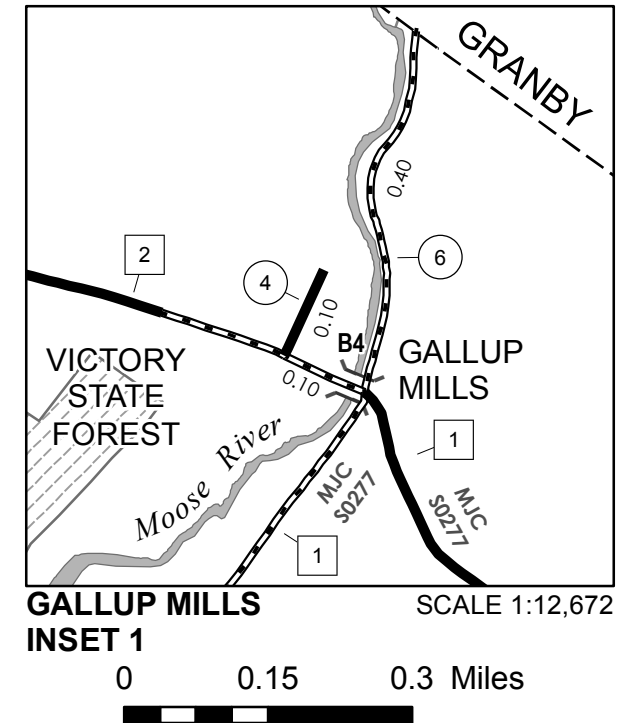 GRANBY
0.40
2
4
6
0.10
B4
VICTORY
STATE
FOREST
0.10
GALLUP
MILLS
Moose River
1
MJC
S0277
MJC
S0277
1
GALLUP MILLS
INSET 1
SCALE 1:12,672
0 0.15 0.3 Miles